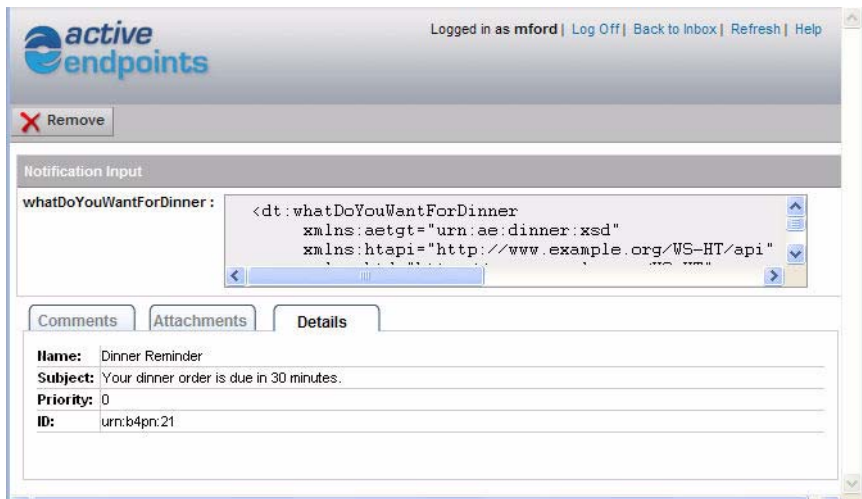 active
endpoints
Logged in as mford | Log Off | Back to Inbox | Refresh | Help
Remove
Notification Input
whatDoYouWantForDinner :
<dt:whatDoYouWantForDinner
xmlns:aetgt="urn:ae:dinner:xsd"
xmlns:htapi="http://www.example.org/WS-HT/api"
Comments
Attachments
Details
Name: Dinner Reminder
Subject: Your dinner order is due in 30 minutes.
Priority: 0
ID: urn:b4pn:21